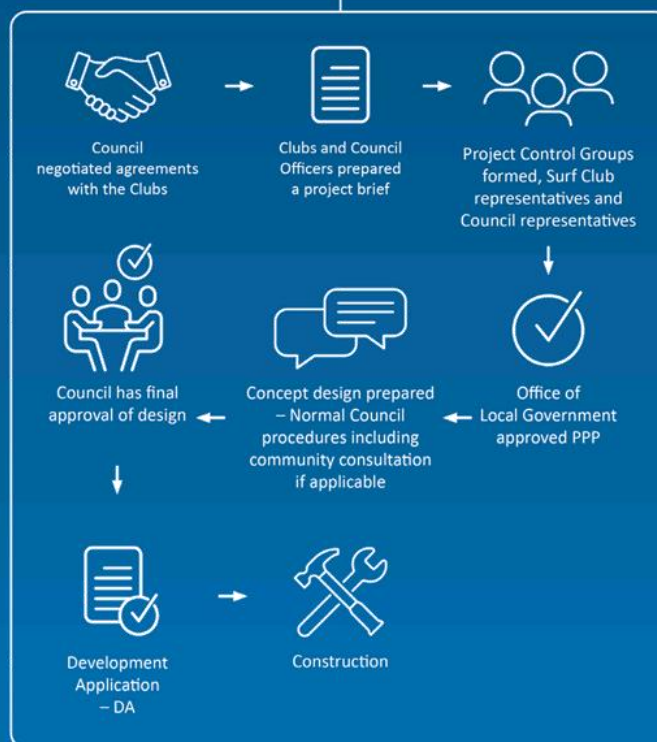 Council
negotiated agreements
with the Clubs
Clubs and Council
Officers prepared
a project brief
Project Control Groups
formed, Surf Club
representatives and
Council representatives
Office of
Local Government
approved PPP
Concept design prepared
– Normal Council
procedures including
community consultation
if applicable
Council has final
approval of design
Development
Application
– DA
Construction